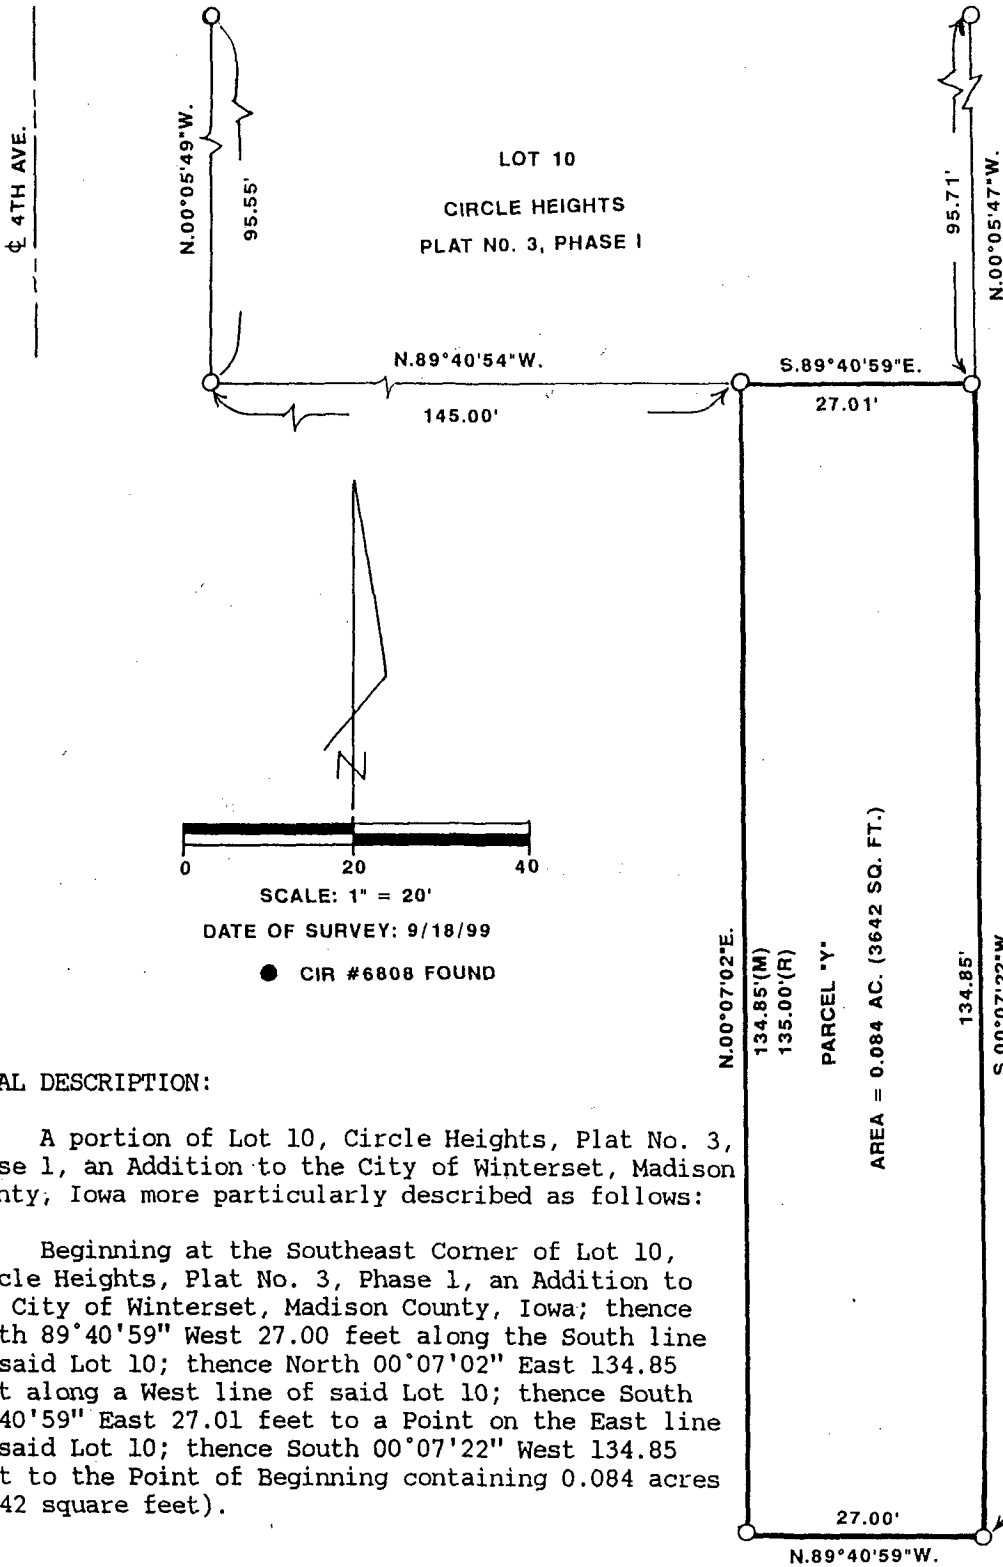 ℄ 4TH AVE.
N.00°05'49"W.
95.55'
LOT 10
CIRCLE HEIGHTS
PLAT NO. 3, PHASE I
95.71'
N.00°05'47"W.
N.89°40'54"W.
145.00'
S.89°40'59"E.
27.01'
N
0 20 40
SCALE: 1" = 20'
DATE OF SURVEY: 9/18/99
● CIR #6808 FOUND
N.00°07'02"E.
134.85'(M)
135.00'(R)
PARCEL "Y"
AREA = 0.084 AC. (3642 SQ. FT.)
134.85'
S.00°07'22"W
AL DESCRIPTION:
A portion of Lot 10, Circle Heights, Plat No. 3,
se 1, an Addition to the City of Winterset, Madison
nty, Iowa more particularly described as follows:
Beginning at the Southeast Corner of Lot 10,
cle Heights, Plat No. 3, Phase 1, an Addition to
City of Winterset, Madison County, Iowa; thence
th 89°40'59" West 27.00 feet along the South line
said Lot 10; thence North 00°07'02" East 134.85
t along a West line of said Lot 10; thence South
40'59" East 27.01 feet to a Point on the East line
said Lot 10; thence South 00°07'22" West 134.85
t to the Point of Beginning containing 0.084 acres
42 square feet).
27.00'
N.89°40'59"W.